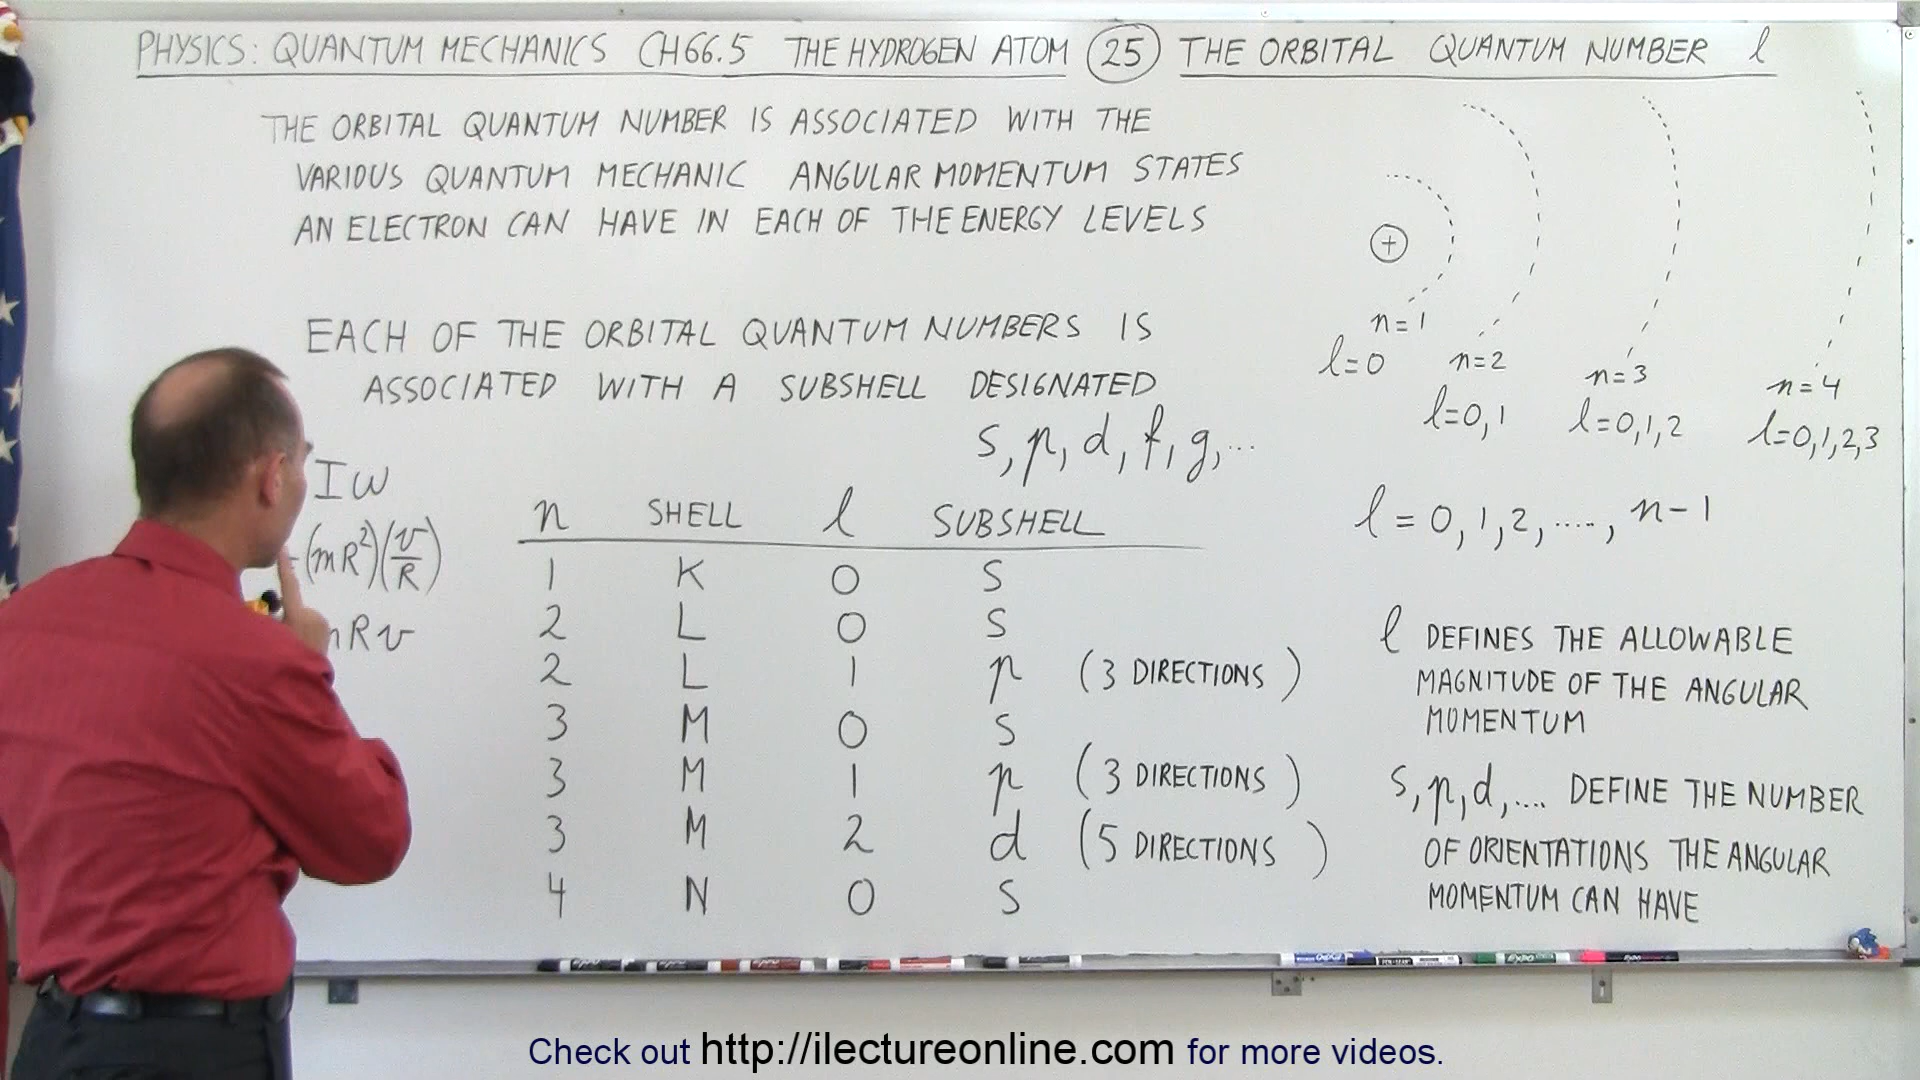 PHYSICS: QUANTUM MECHANICS CH 66.5 THE HYDROGEN ATOM 25 THE ORBITAL QUANTUM NUMBER l
THE ORBITAL QUANTUM NUMBER IS ASSOCIATED WITH THE
VARIOUS QUANTUM MECHANIC ANGULAR MOMENTUM STATES
AN ELECTRON CAN HAVE IN EACH OF THE ENERGY LEVELS
EACH OF THE ORBITAL QUANTUM NUMBERS IS
ASSOCIATED WITH A SUBSHELL DESIGNATED
s, p, d, f, g, ...
Iω
=(mR²)(v/R)
mRv
n SHELL l SUBSHELL
1 K 0 s
2 L 0 s
2 L 1 p (3 DIRECTIONS )
3 M 0 s
3 M 1 p (3 DIRECTIONS )
3 M 2 d (5 DIRECTIONS )
4 N 0 s
+
n=1
l=0
n=2
l=0,1
n=3
l=0,1,2
n=4
l=0,1,2,3
l = 0, 1, 2, ....., n-1
l DEFINES THE ALLOWABLE
MAGNITUDE OF THE ANGULAR
MOMENTUM
s, p, d, .... DEFINE THE NUMBER
OF ORIENTATIONS THE ANGULAR
MOMENTUM CAN HAVE
EXPO
Check out http://ilectureonline.com for more videos.